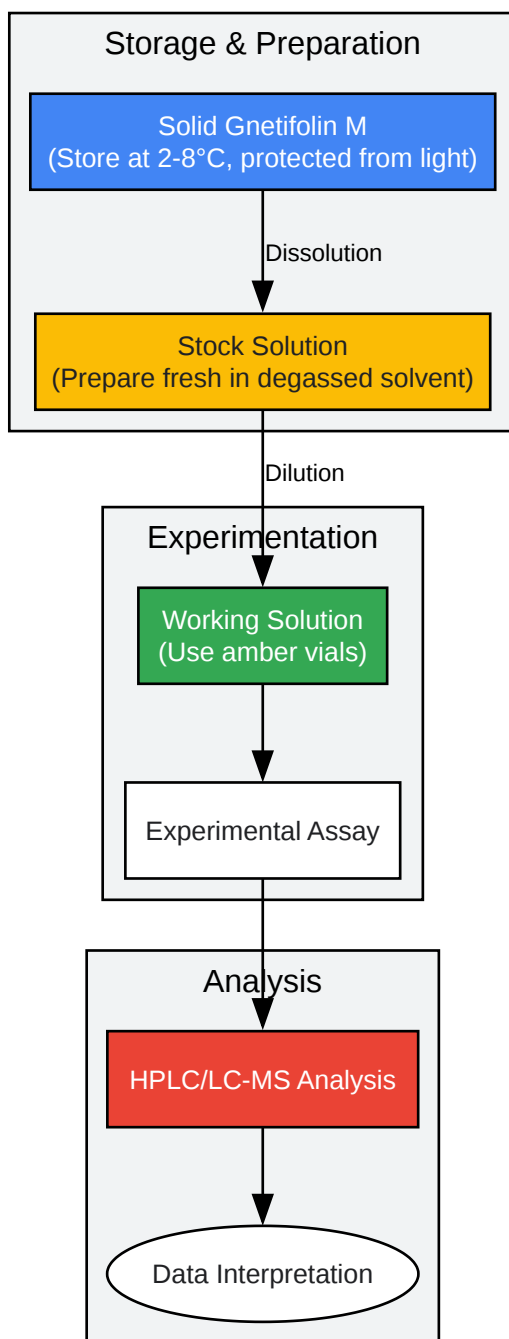 Storage & Preparation
Solid Gnetifolin M
(Store at 2-8°C, protected from light)
Dissolution
Stock Solution
(Prepare fresh in degassed solvent)
Dilution
Experimentation
Working Solution
(Use amber vials)
Experimental Assay
Analysis
HPLC/LC-MS Analysis
Data Interpretation